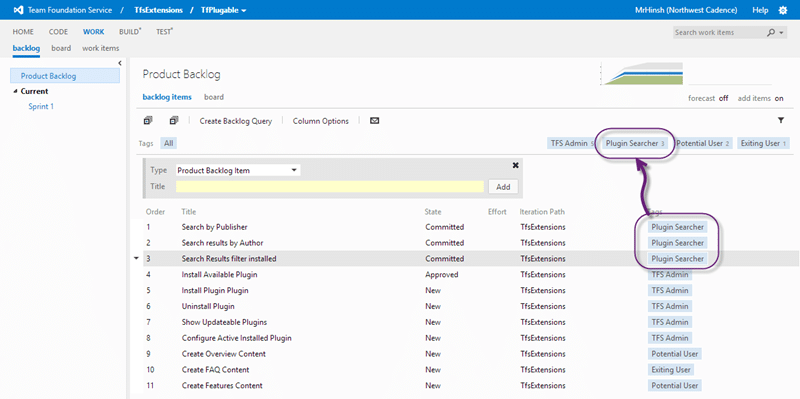 Team Foundation Service / TfsExtensions / TfPlugable MrHinsh (Northwest Cadence) Help
HOME CODE WORK BUILD* TEST*
backlog board work items
Search work items
Product Backlog
Current
Sprint 1
Product Backlog
backlog items board
forecast off add items on
Create Backlog Query Column Options
Tags All TFS Admin 5 Plugin Searcher 3 Potential User 2 Exiting User 1
Type Product Backlog Item
Title Add
Order Title State Effort Iteration Path Tags
1 Search by Publisher Committed TfsExtensions Plugin Searcher
2 Search results by Author Committed TfsExtensions Plugin Searcher
3 Search Results filter installed Committed TfsExtensions Plugin Searcher
4 Install Available Plugin Approved TfsExtensions TFS Admin
5 Install Plugin Plugin New TfsExtensions TFS Admin
6 Uninstall Plugin New TfsExtensions TFS Admin
7 Show Updateable Plugins New TfsExtensions TFS Admin
8 Configure Active Installed Plugin New TfsExtensions TFS Admin
9 Create Overview Content New TfsExtensions Potential User
10 Create FAQ Content New TfsExtensions Exiting User
11 Create Features Content New TfsExtensions Potential User